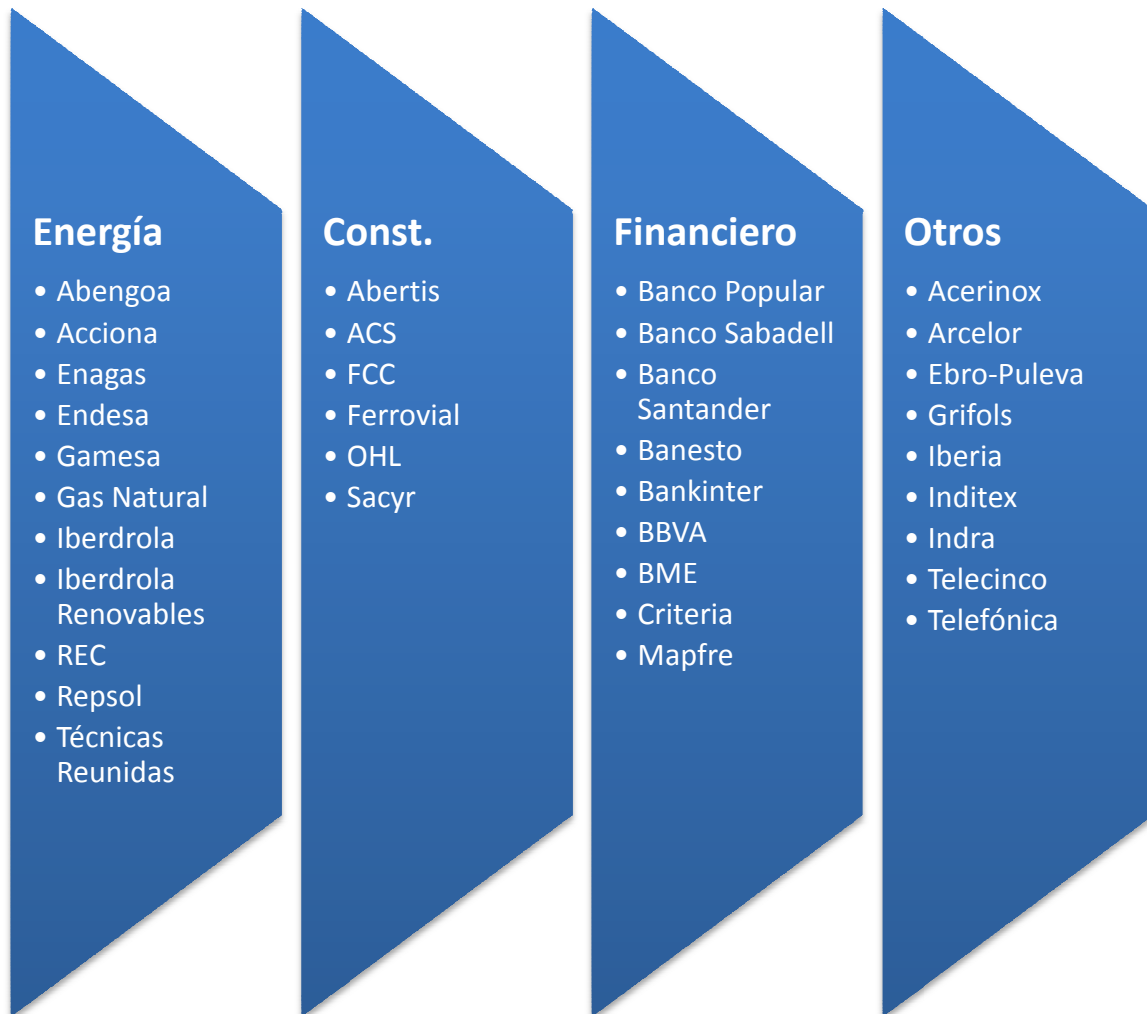 Energía
• Abengoa
• Acciona
• Enagas
• Endesa
• Gamesa
• Gas Natural
• Iberdrola
• Iberdrola
Renovables
• REC
• Repsol
• Técnicas
Reunidas
Const.
• Abertis
• ACS
• FCC
• Ferrovial
• OHL
• Sacyr
Financiero
• Banco Popular
• Banco Sabadell
• Banco
Santander
• Banesto
• Bankinter
• BBVA
• BME
• Criteria
• Mapfre
Otros
• Acerinox
• Arcelor
• Ebro-Puleva
• Grifols
• Iberia
• Inditex
• Indra
• Telecinco
• Telefónica